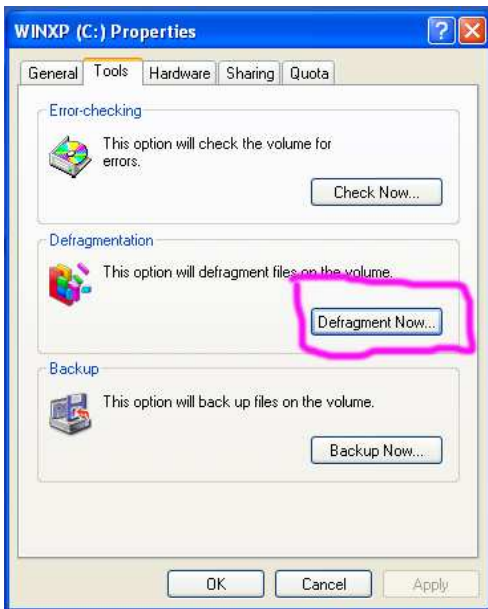 WINXP (C:) Properties
General Tools Hardware Sharing Quota
Error-checking
This option will check the volume for
errors.
Check Now...
Defragmentation
This option will defragment files on the volume.
Defragment Now...
Backup
This option will back up files on the volume.
Backup Now...
OK Cancel Apply